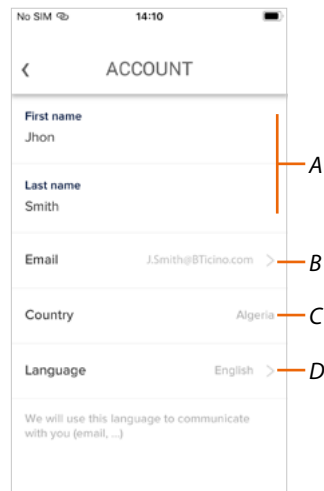 No SIM 14:10
ACCOUNT
First name
Jhon
A
Last name
Smith
Email J.Smith@BTicino.com B
Country Algeria C
Language English D
We will use this language to communicate
with you (email, ...)